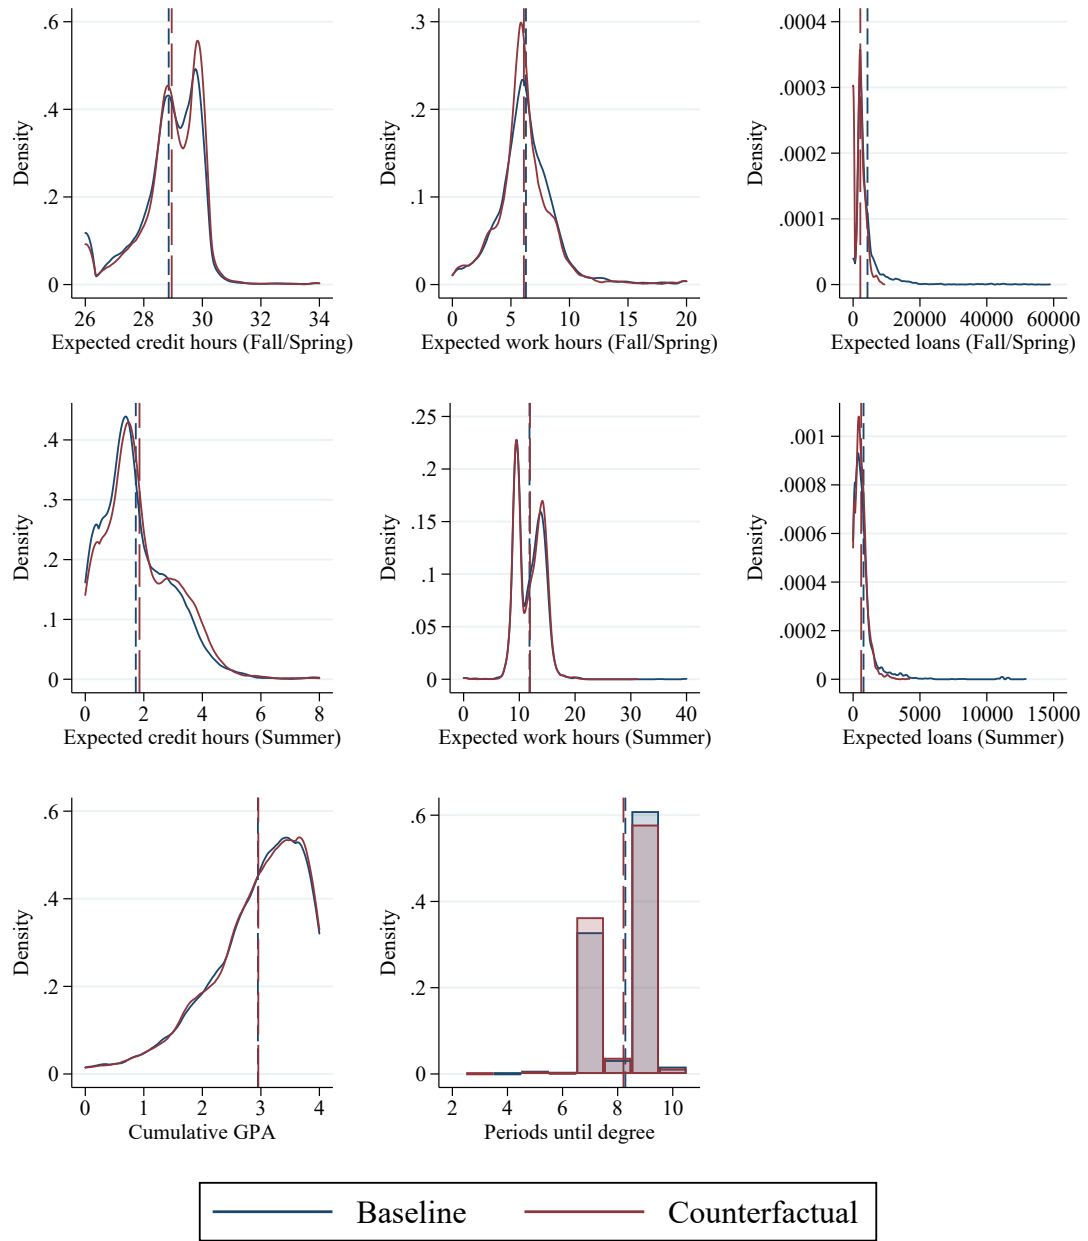 .6
.4
.2
0
Density
26 28 30 32 34
Expected credit hours (Fall/Spring)
.3
.2
.1
0
Density
0 5 10 15 20
Expected work hours (Fall/Spring)
.0004
.0003
.0002
.0001
0
Density
0 20000 40000 60000
Expected loans (Fall/Spring)
.4
.3
.2
.1
0
Density
0 2 4 6 8
Expected credit hours (Summer)
.25
.2
.15
.1
.05
0
Density
0 10 20 30 40
Expected work hours (Summer)
.001
.0008
.0006
.0004
.0002
0
Density
0 5000 10000 15000
Expected loans (Summer)
.6
.4
.2
0
Density
0 1 2 3 4
Cumulative GPA
.6
.4
.2
0
Density
2 4 6 8 10
Periods until degree
Baseline Counterfactual